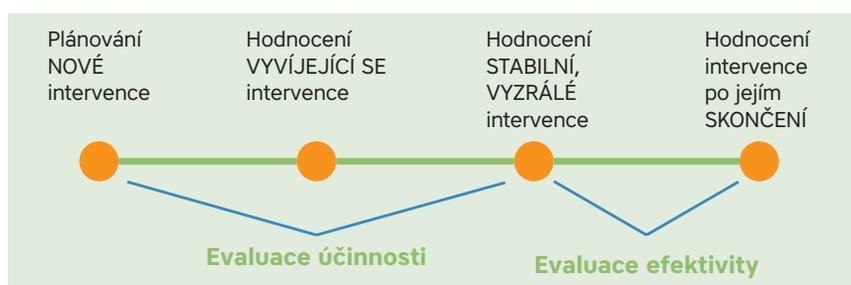 Plánování
NOVÉ
intervence
Hodnocení
VYVÍJEJÍCÍ SE
intervence
Hodnocení
STABILNÍ,
VYZRÁLÉ
intervence
Hodnocení
intervence
po jejím
SKONČENÍ
Evaluace účinnosti
Evaluace efektivity